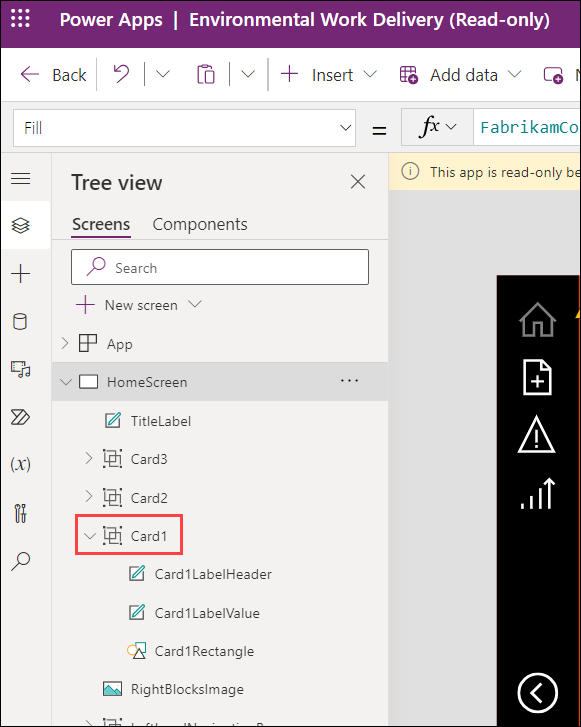 Power Apps | Environmental Work Delivery (Read-only)
Back Insert Add data
Fill = fx FabrikamCo
Tree view
This app is read-only be
Screens Components
Search
New screen
App
HomeScreen ...
TitleLabel
Card3
Card2
(x)
Card1
Card1LabelHeader
Card1LabelValue
Card1Rectangle
RightBlocksImage